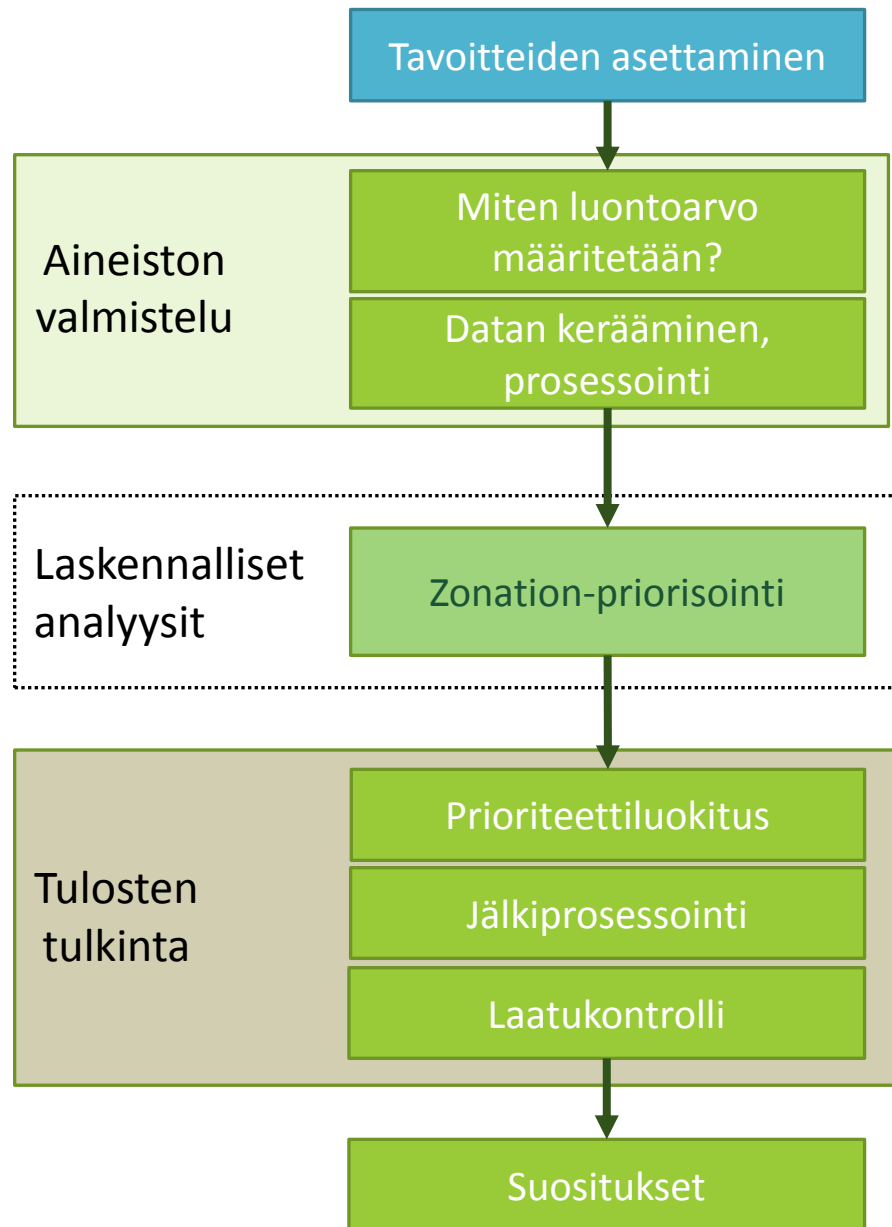 Tavoitteiden asettaminen
Aineiston
valmistelu
Miten luontoarvo
määritetään?
Datan kerääminen,
prosessointi
Laskennalliset
analyysit
Zonation-priorisointi
Tulosten
tulkinta
Prioriteettiluokitus
Jälkiprosessointi
Laatukontrolli
Suositukset